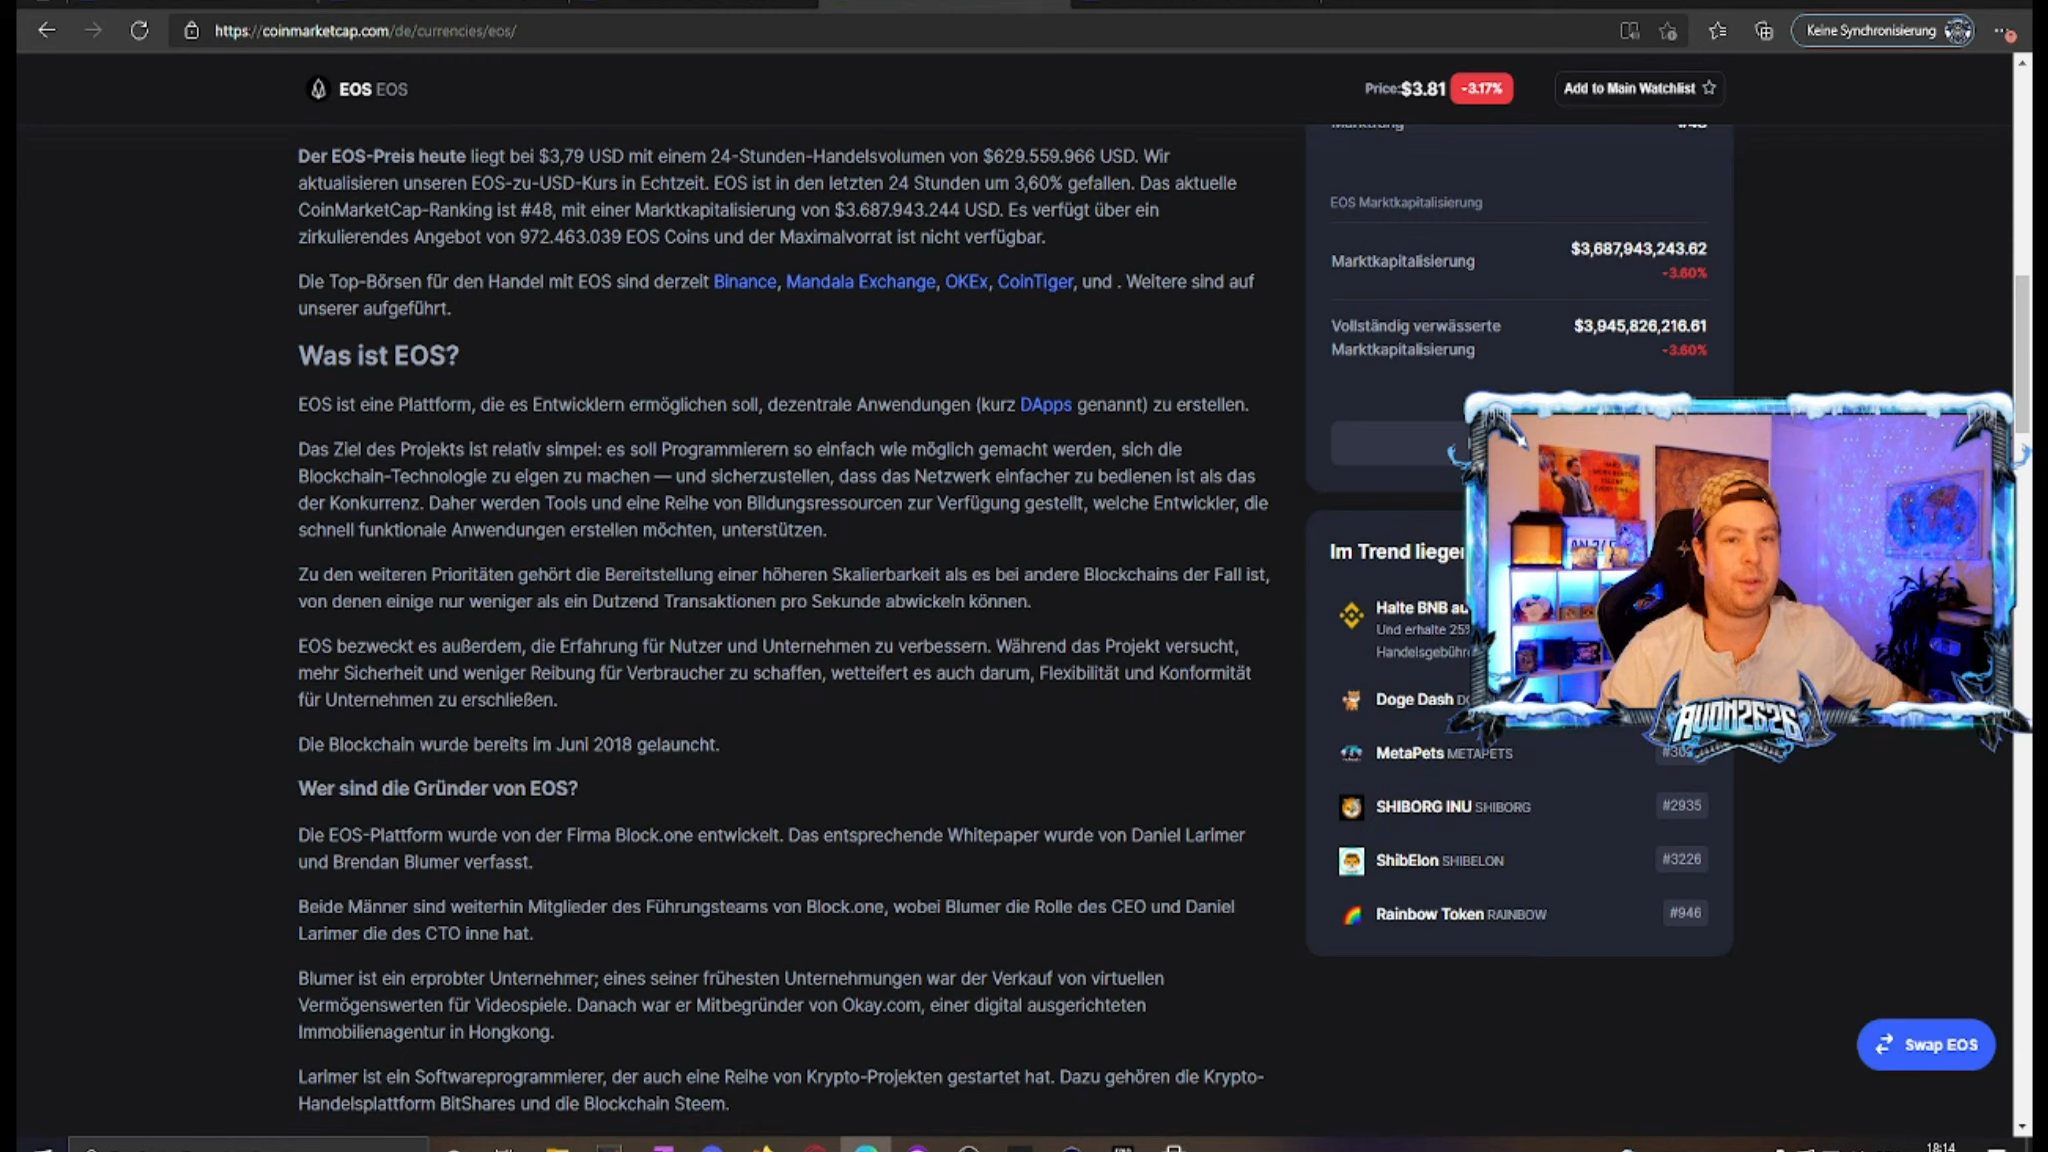 https://coinmarketcap.com/de/currencies/eos/
Keine Synchronisierung
EOS EOS
Price:$3.81 -3.17%
Add to Main Watchlist
Der EOS-Preis heute liegt bei $3,79 USD mit einem 24-Stunden-Handelsvolumen von $629.559.966 USD. Wir
aktualisieren unseren EOS-zu-USD-Kurs in Echtzeit. EOS ist in den letzten 24 Stunden um 3,60% gefallen. Das aktuelle
CoinMarketCap-Ranking ist #48, mit einer Marktkapitalisierung von $3.687.943.244 USD. Es verfügt über ein
zirkulierendes Angebot von 972.463.039 EOS Coins und der Maximalvorrat ist nicht verfügbar.
Die Top-Börsen für den Handel mit EOS sind derzeit Binance, Mandala Exchange, OKEx, CoinTiger, und . Weitere sind auf
unserer aufgeführt.
Was ist EOS?
EOS ist eine Plattform, die es Entwicklern ermöglichen soll, dezentrale Anwendungen (kurz DApps genannt) zu erstellen.
Das Ziel des Projekts ist relativ simpel: es soll Programmierern so einfach wie möglich gemacht werden, sich die
Blockchain-Technologie zu eigen zu machen — und sicherzustellen, dass das Netzwerk einfacher zu bedienen ist als das
der Konkurrenz. Daher werden Tools und eine Reihe von Bildungsressourcen zur Verfügung gestellt, welche Entwickler, die
schnell funktionale Anwendungen erstellen möchten, unterstützen.
Zu den weiteren Prioritäten gehört die Bereitstellung einer höheren Skalierbarkeit als es bei andere Blockchains der Fall ist,
von denen einige nur weniger als ein Dutzend Transaktionen pro Sekunde abwickeln können.
EOS bezweckt es außerdem, die Erfahrung für Nutzer und Unternehmen zu verbessern. Während das Projekt versucht,
mehr Sicherheit und weniger Reibung für Verbraucher zu schaffen, wetteifert es auch darum, Flexibilität und Konformität
für Unternehmen zu erschließen.
Die Blockchain wurde bereits im Juni 2018 gelauncht.
Wer sind die Gründer von EOS?
Die EOS-Plattform wurde von der Firma Block.one entwickelt. Das entsprechende Whitepaper wurde von Daniel Larimer
und Brendan Blumer verfasst.
Beide Männer sind weiterhin Mitglieder des Führungsteams von Block.one, wobei Blumer die Rolle des CEO und Daniel
Larimer die des CTO inne hat.
Blumer ist ein erprobter Unternehmer; eines seiner frühesten Unternehmungen war der Verkauf von virtuellen
Vermögenswerten für Videospiele. Danach war er Mitbegründer von Okay.com, einer digital ausgerichteten
Immobilienagentur in Hongkong.
Larimer ist ein Softwareprogrammierer, der auch eine Reihe von Krypto-Projekten gestartet hat. Dazu gehören die Krypto-
Handelsplattform BitShares und die Blockchain Steem.
Marktrang #48
EOS Marktkapitalisierung
Marktkapitalisierung $3,687,943,243.62
-3.60%
Vollständig verwässerte $3,945,826,216.61
Marktkapitalisierung -3.60%
Im Trend liegen
Halte BNB au
Und erhalte 25%
Handelsgebühr
Doge Dash
MetaPets METAPETS
SHIBORG INU SHIBORG #2935
ShibElon SHIBELON #3226
Rainbow Token RAINBOW #946
AVON2626
Swap EOS
18:14